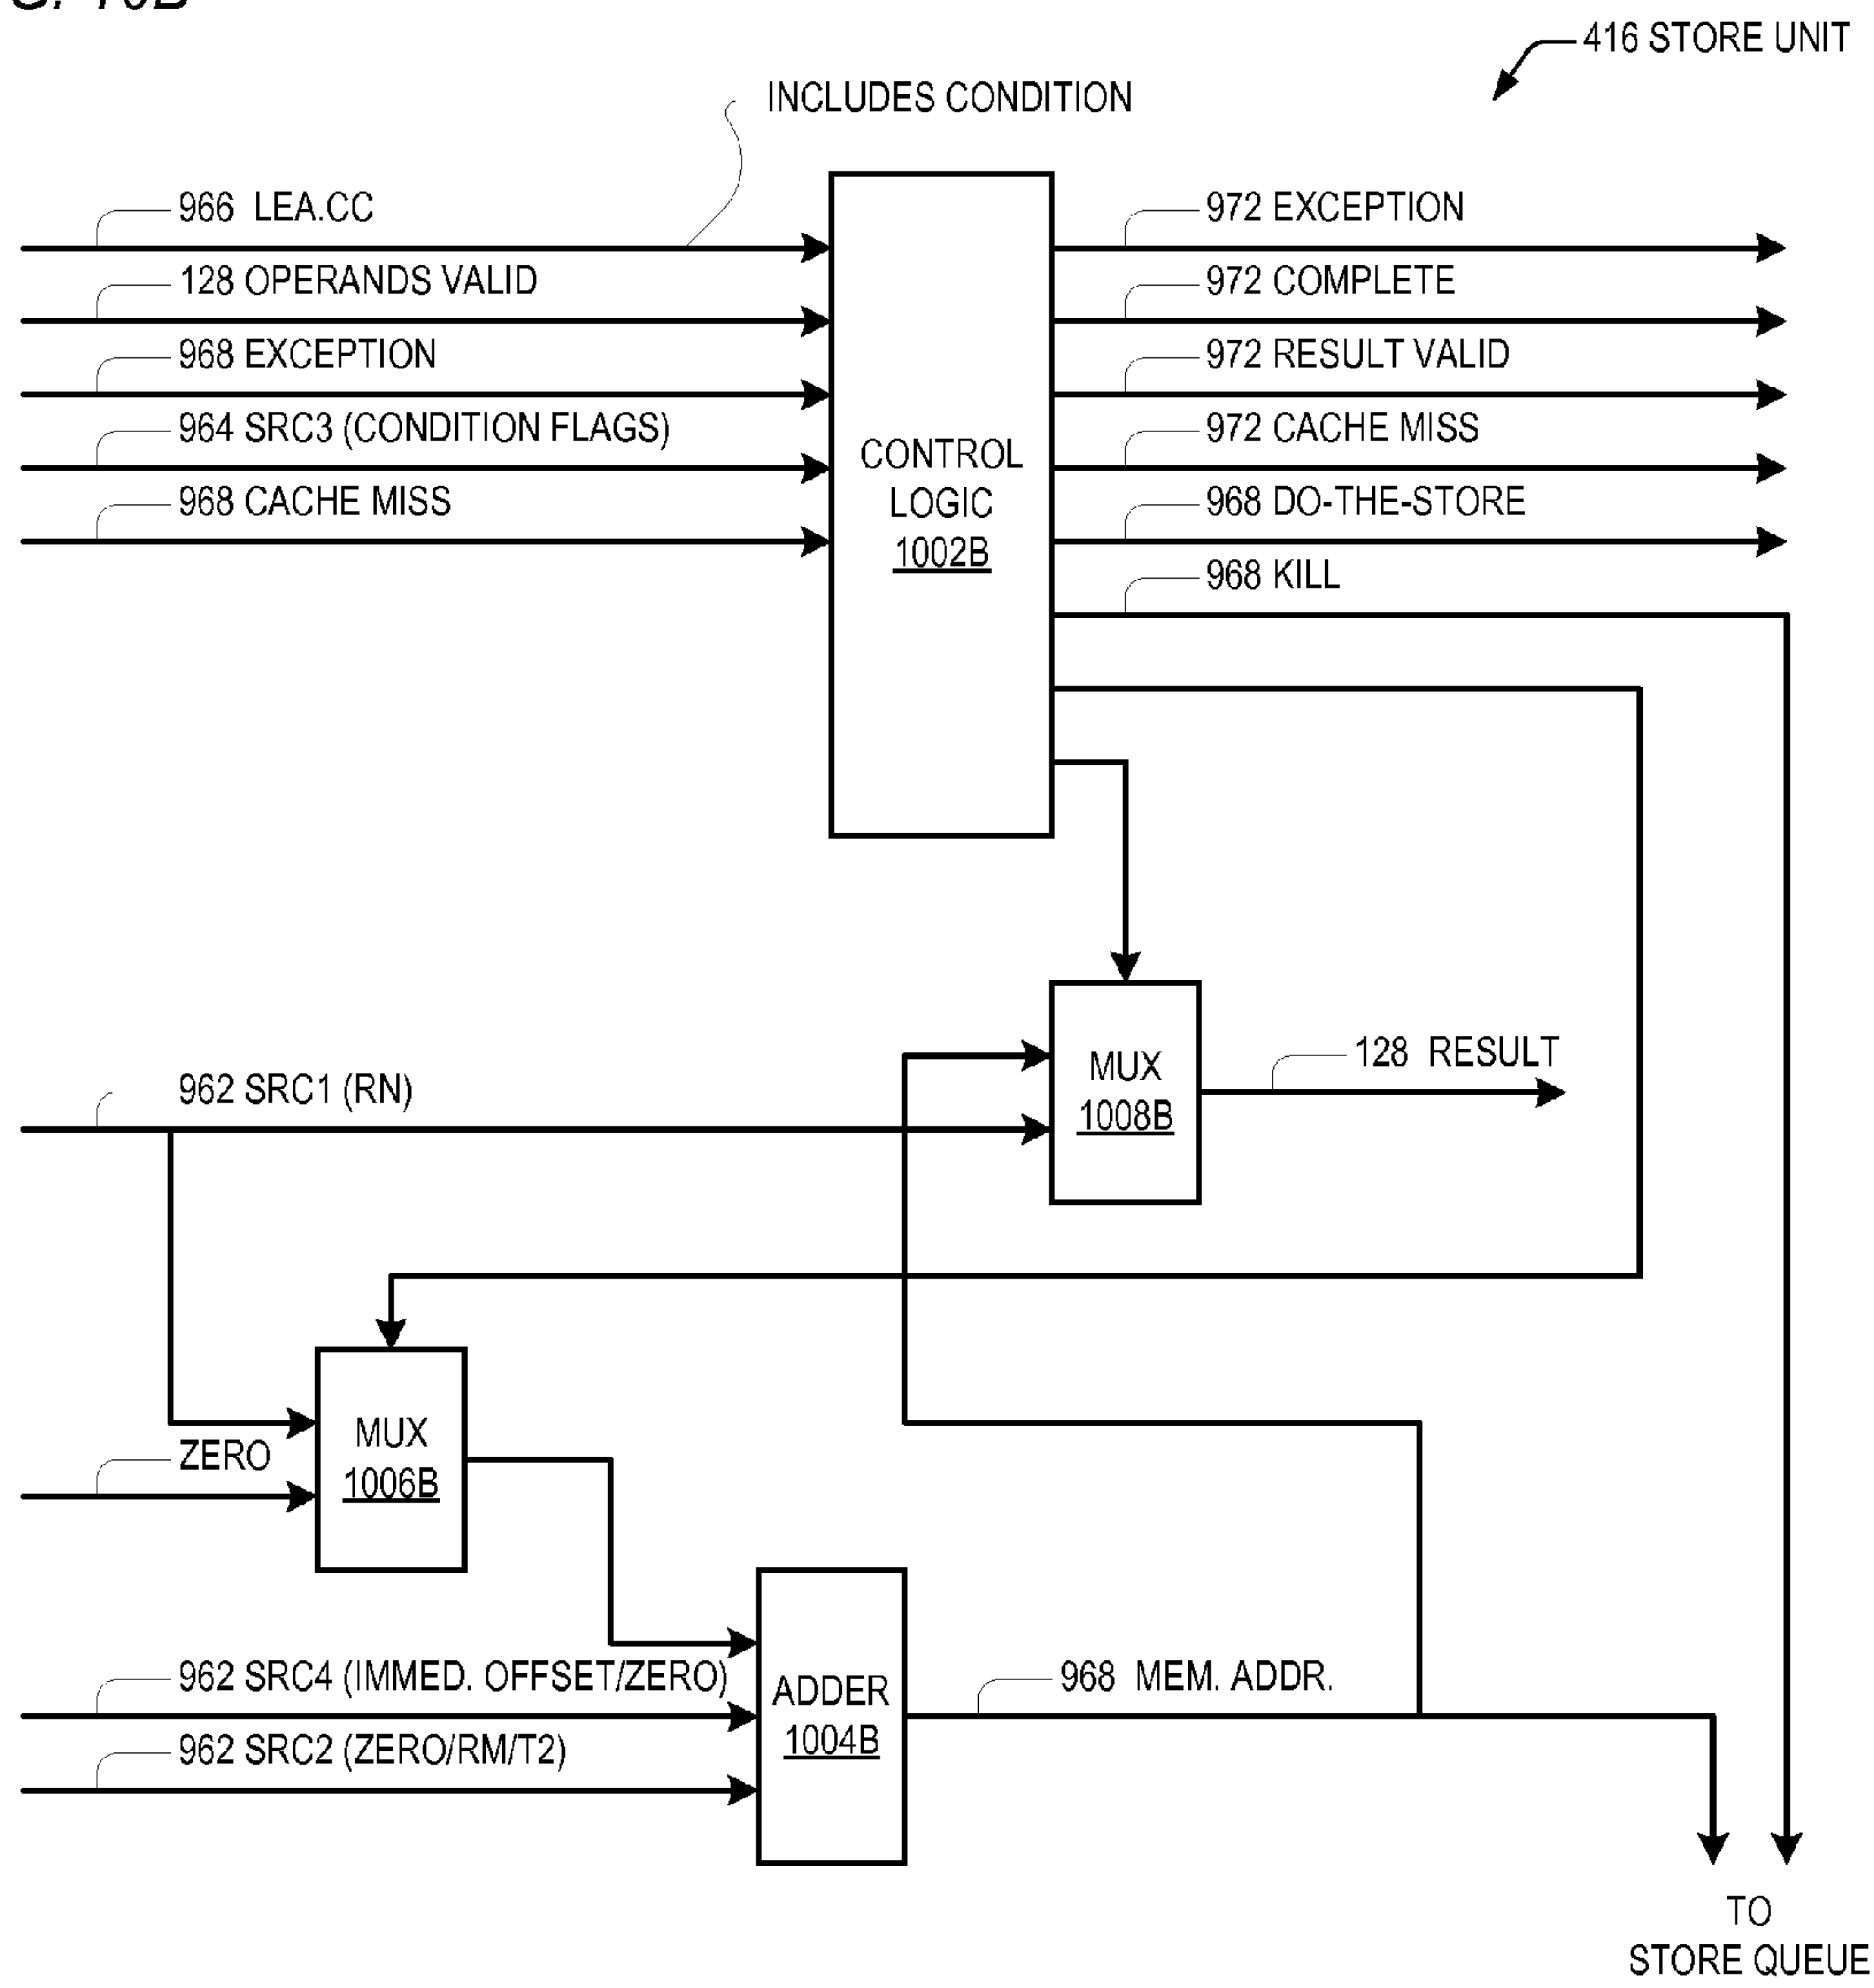 416 STORE UNIT
INCLUDES CONDITION
966 LEA.CC
972 EXCEPTION
128 OPERANDS VALID
972 COMPLETE
968 EXCEPTION
972 RESULT VALID
964 SRC3 (CONDITION FLAGS)
972 CACHE MISS
968 CACHE MISS
968 DO-THE-STORE
CONTROL
LOGIC
1002B
968 KILL
962 SRC1 (RN)
MUX
1008B
128 RESULT
ZERO
MUX
1006B
962 SRC4 (IMMED. OFFSET/ZERO)
962 SRC2 (ZERO/RM/T2)
ADDER
1004B
968 MEM. ADDR.
TO
STORE QUEUE